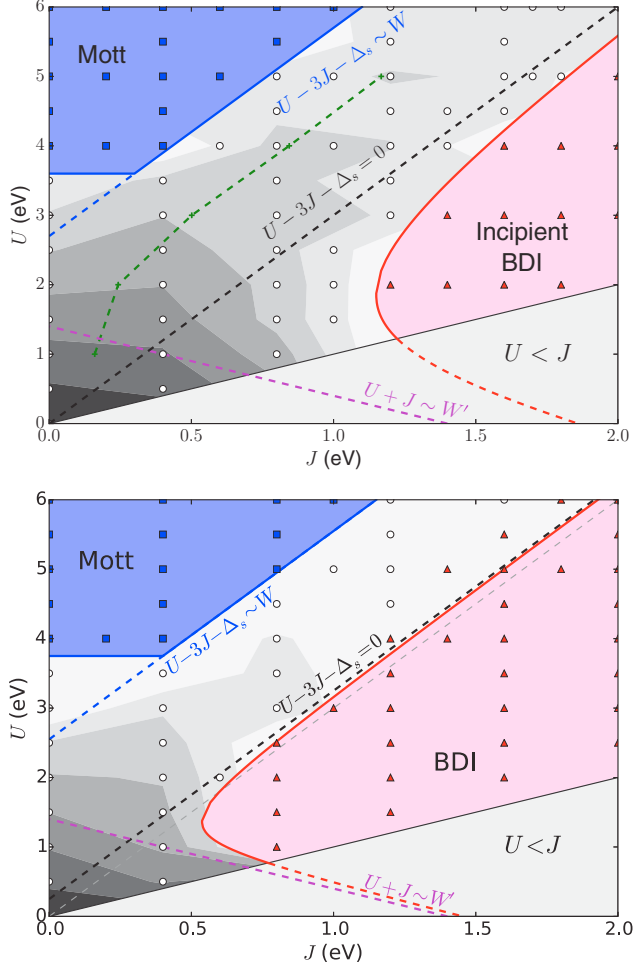 6
5
4
3
2
1
0
U (eV)
Mott
U−3J−Δs∼W
U−3J−Δs=0
Incipient
BDI
U<J
U+J∼W'
0.0
0.5
1.0
1.5
2.0
J (eV)
6
5
4
3
2
1
0
U (eV)
Mott
U−3J−Δs∼W
U−3J−Δs=0
BDI
U<J
U+J∼W'
0.0
0.5
1.0
1.5
2.0
J (eV)